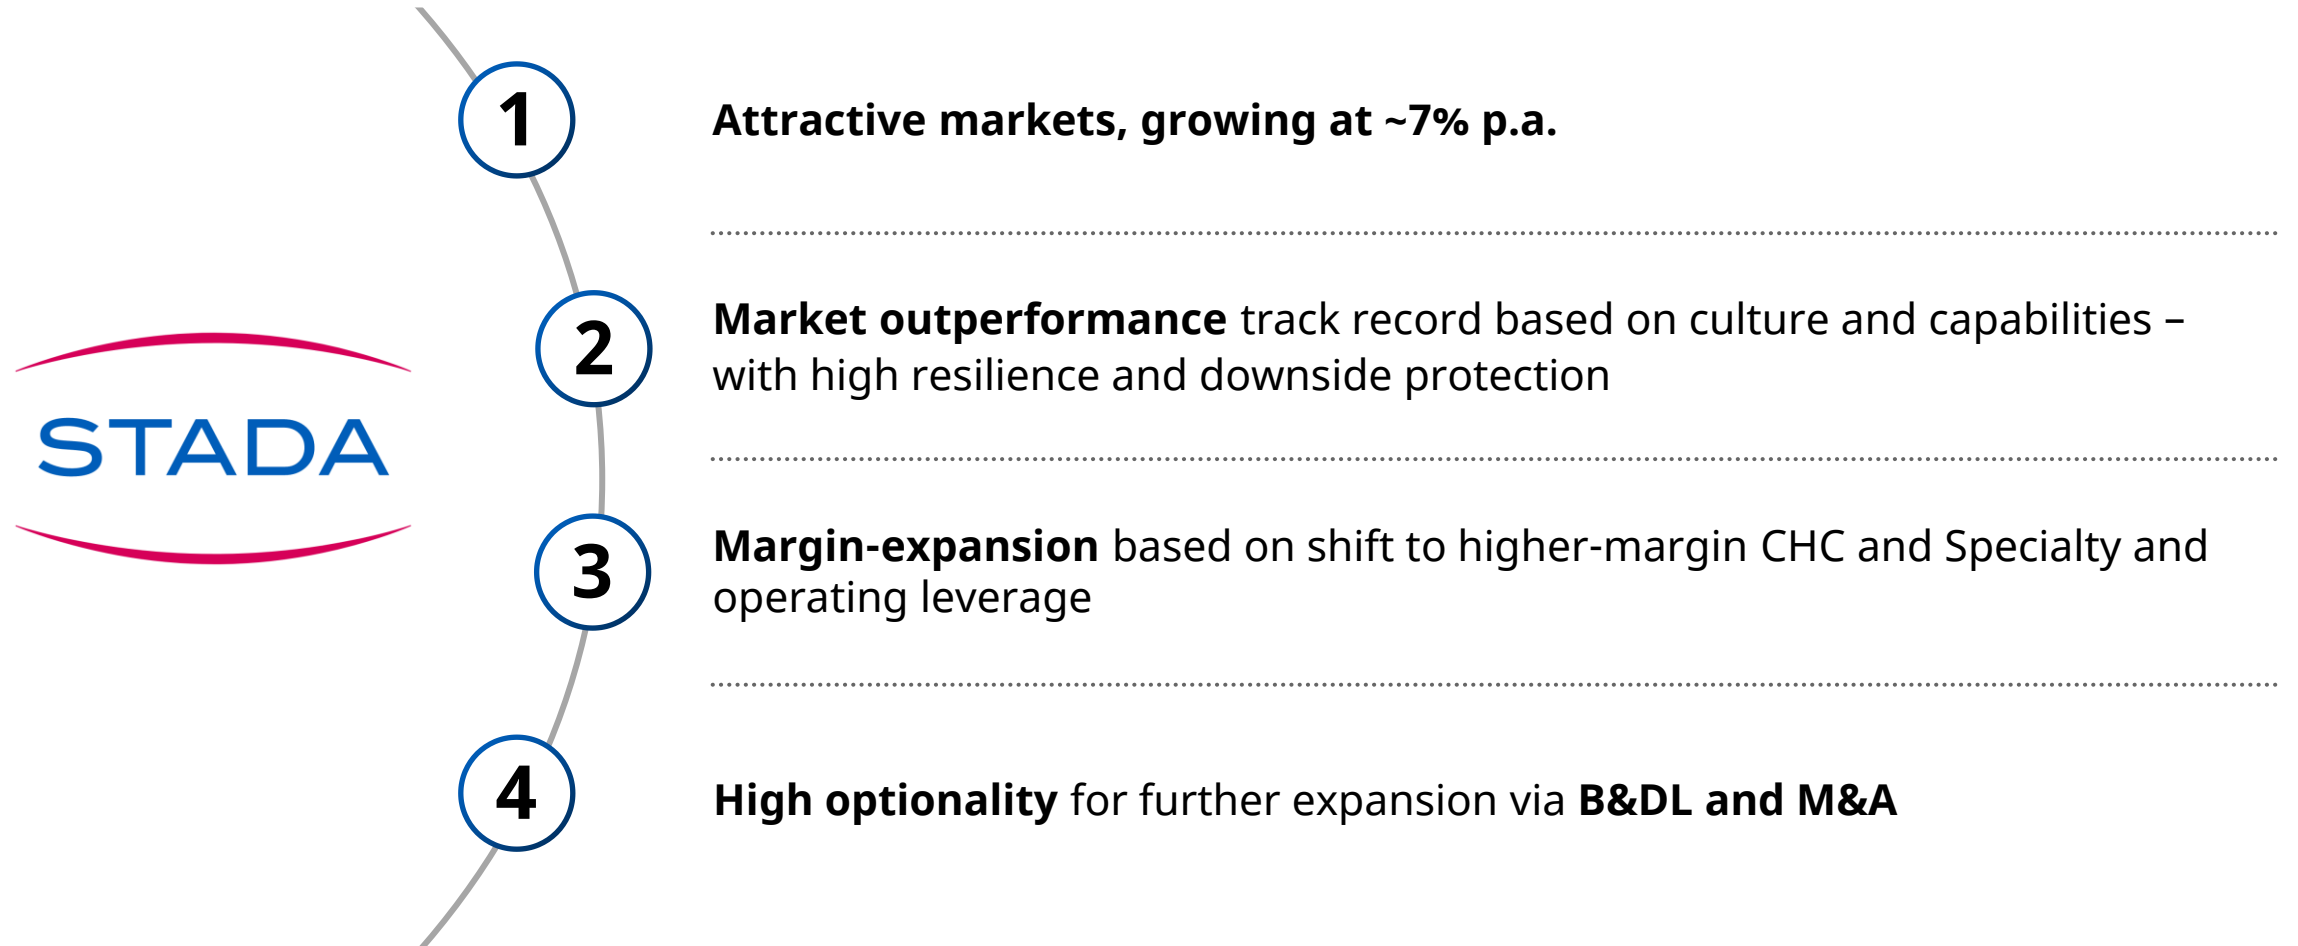 1
Attractive markets, growing at ~7% p.a.
2
Market outperformance track record based on culture and capabilities –
with high resilience and downside protection
STADA
3
Margin-expansion based on shift to higher-margin CHC and Specialty and
operating leverage
4
High optionality for further expansion via B&DL and M&A